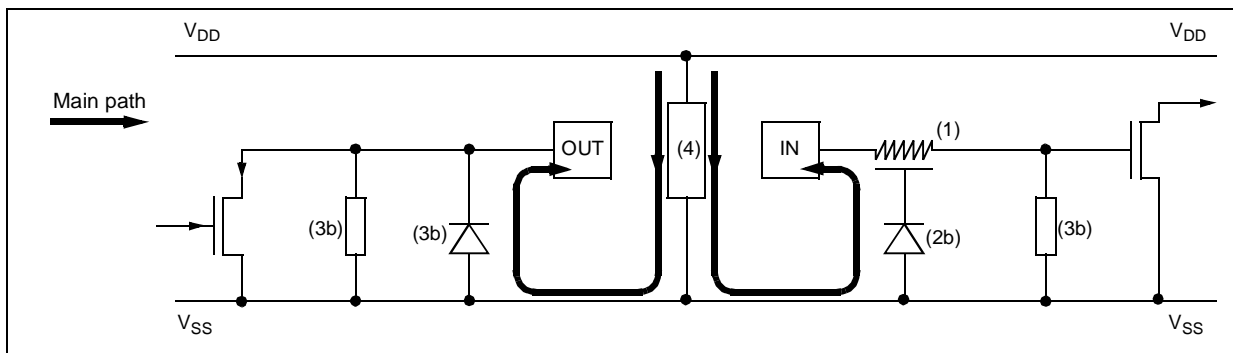 VDD
VDD
Main path
OUT
(4)
IN
(1)
(3b)
(3b)
(2b)
(3b)
VSS
VSS